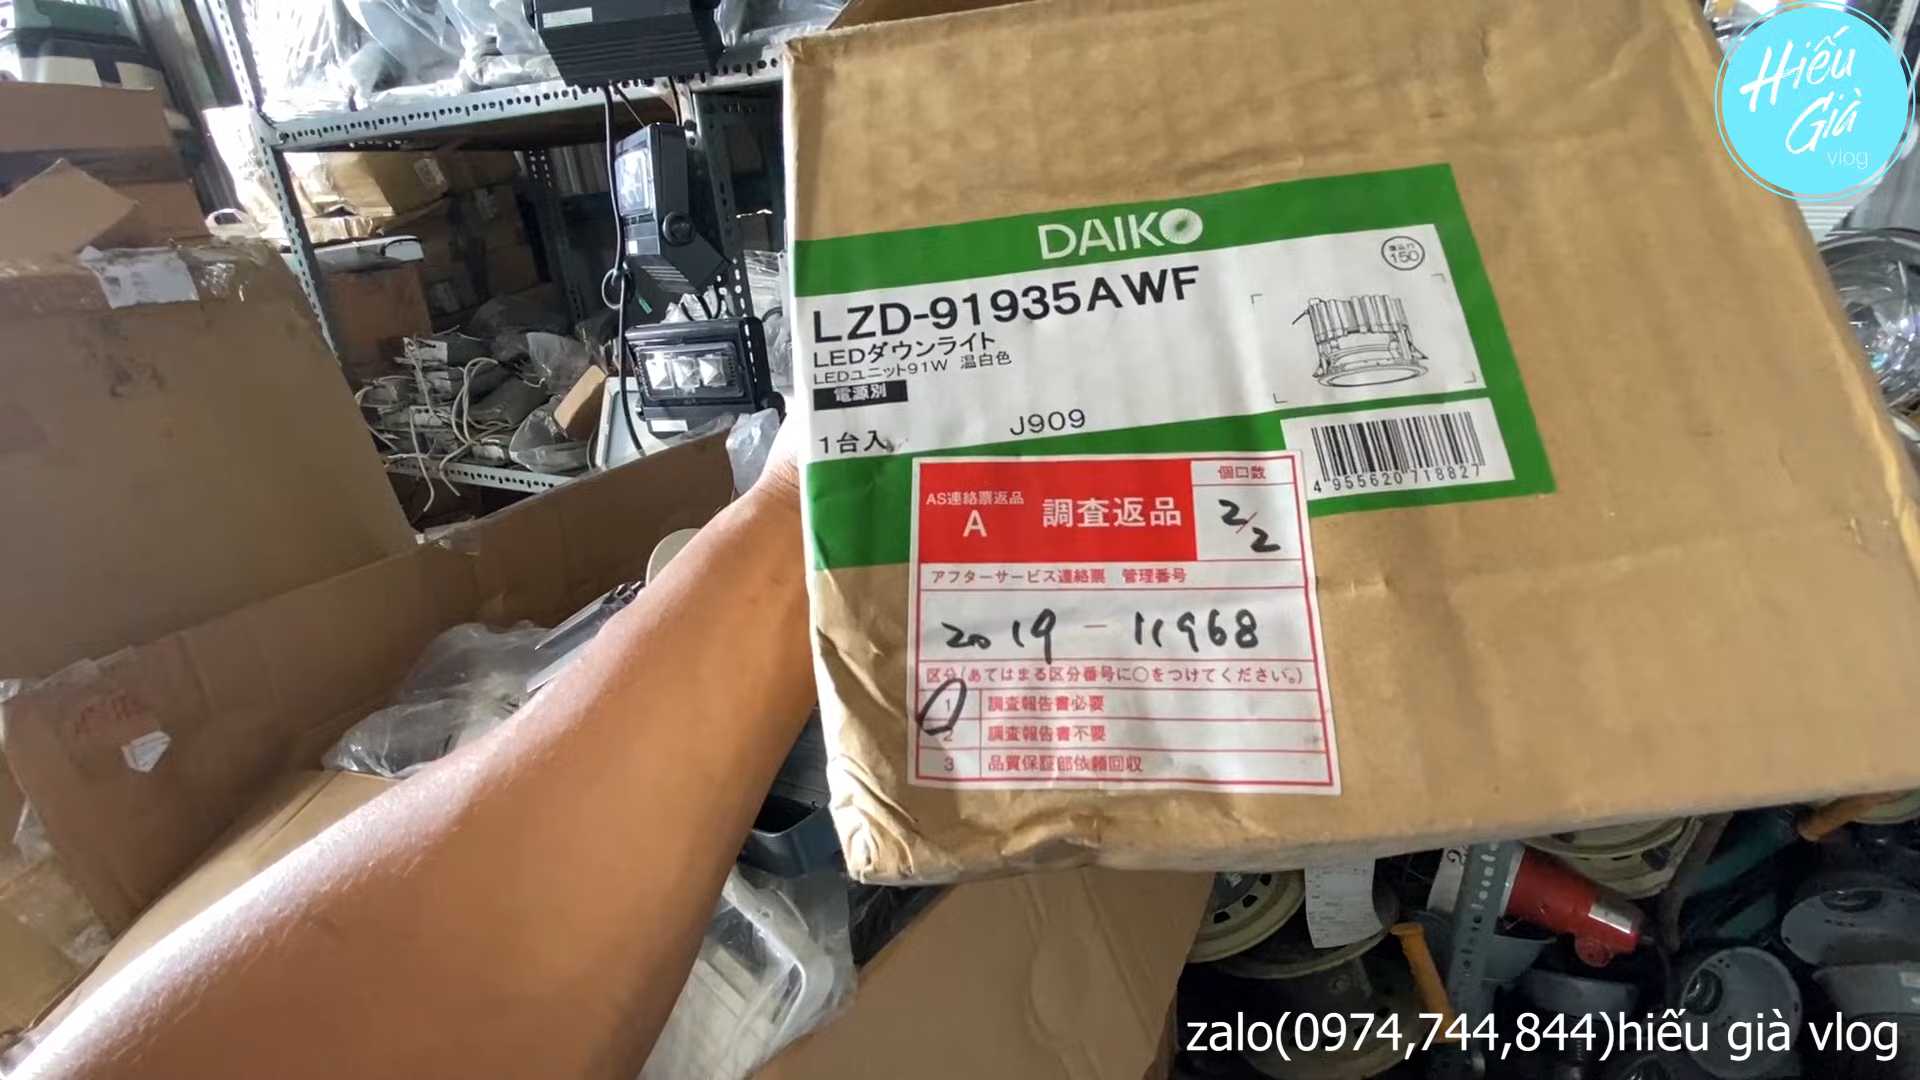 Hiếu
Già
vlog
DAIKO
LZD-91935AWF
LEDダウンライト
LEDユニット91W 温白色
電源別
1台入
J909
埋込穴
150
4 955620 718827
AS連絡票返品
A
調査返品
個口数
2/2
アフターサービス連絡票 管理番号
2019-11968
区分(あてはまる区分番号に○をつけてください。)
1 調査報告書必要
2 調査報告書不要
3 品質保証部依頼回収
zalo(0974,744,844)hiếu già vlog